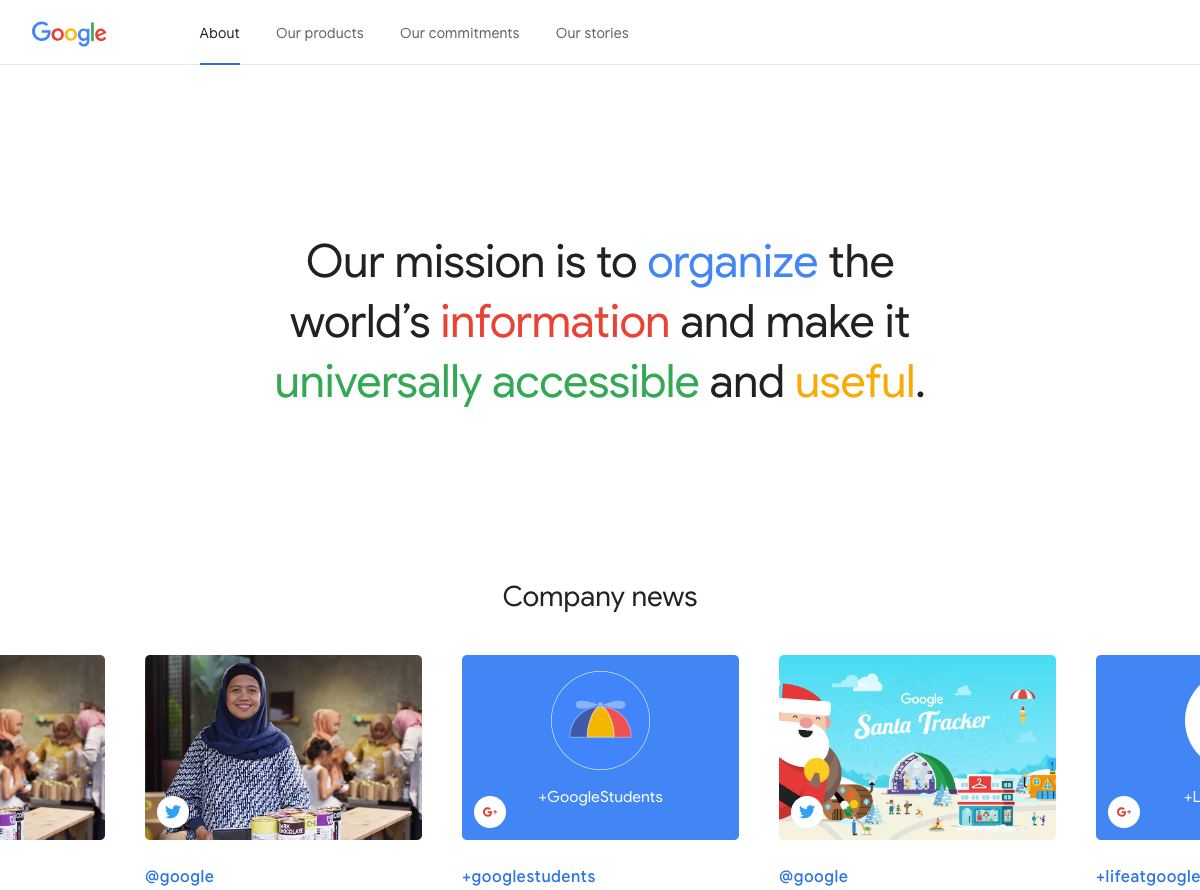 Google
About
Our products
Our commitments
Our stories
Our mission is to organize the
world’s information and make it
universally accessible and useful.
Company news
DARK
CHOCOLATE
+GoogleStudents
Google
Santa Tracker
G+
G+
@google
+googlestudents
@google
+lifeatgoogle